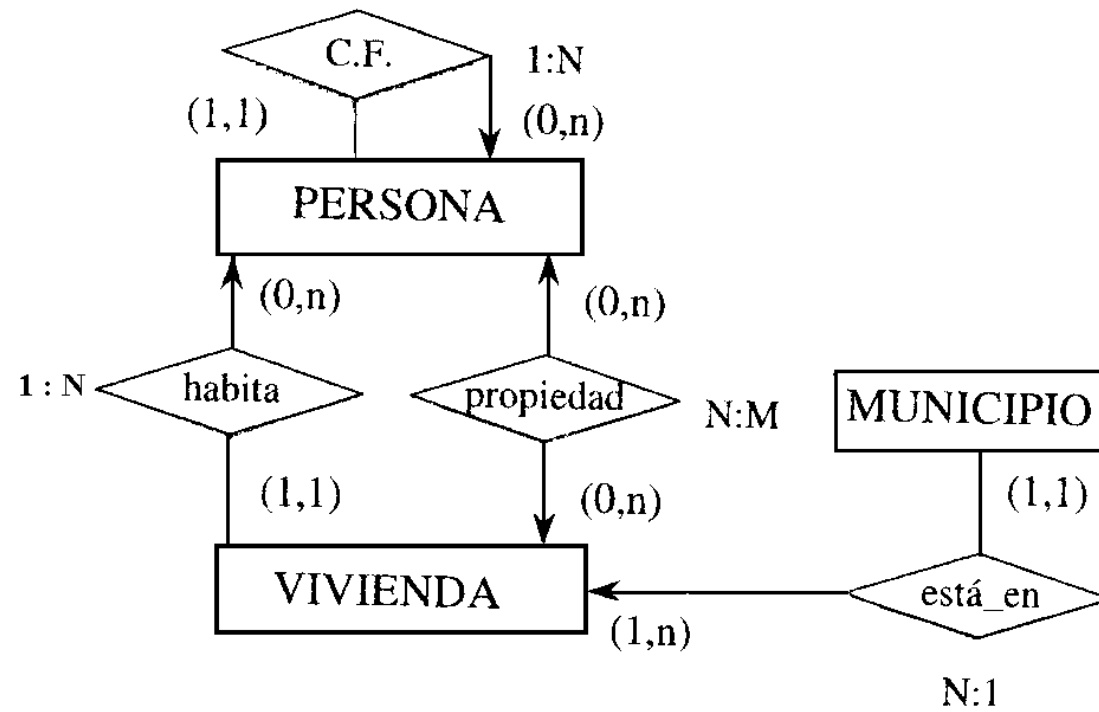 C.F.
1:N
(1,1)
(0,n)
PERSONA
(0,n)
(0,n)
1 : N
habita
propiedad
N:M
MUNICIPIO
(1,1)
(0,n)
(1,1)
VIVIENDA
está_en
(1,n)
N:1